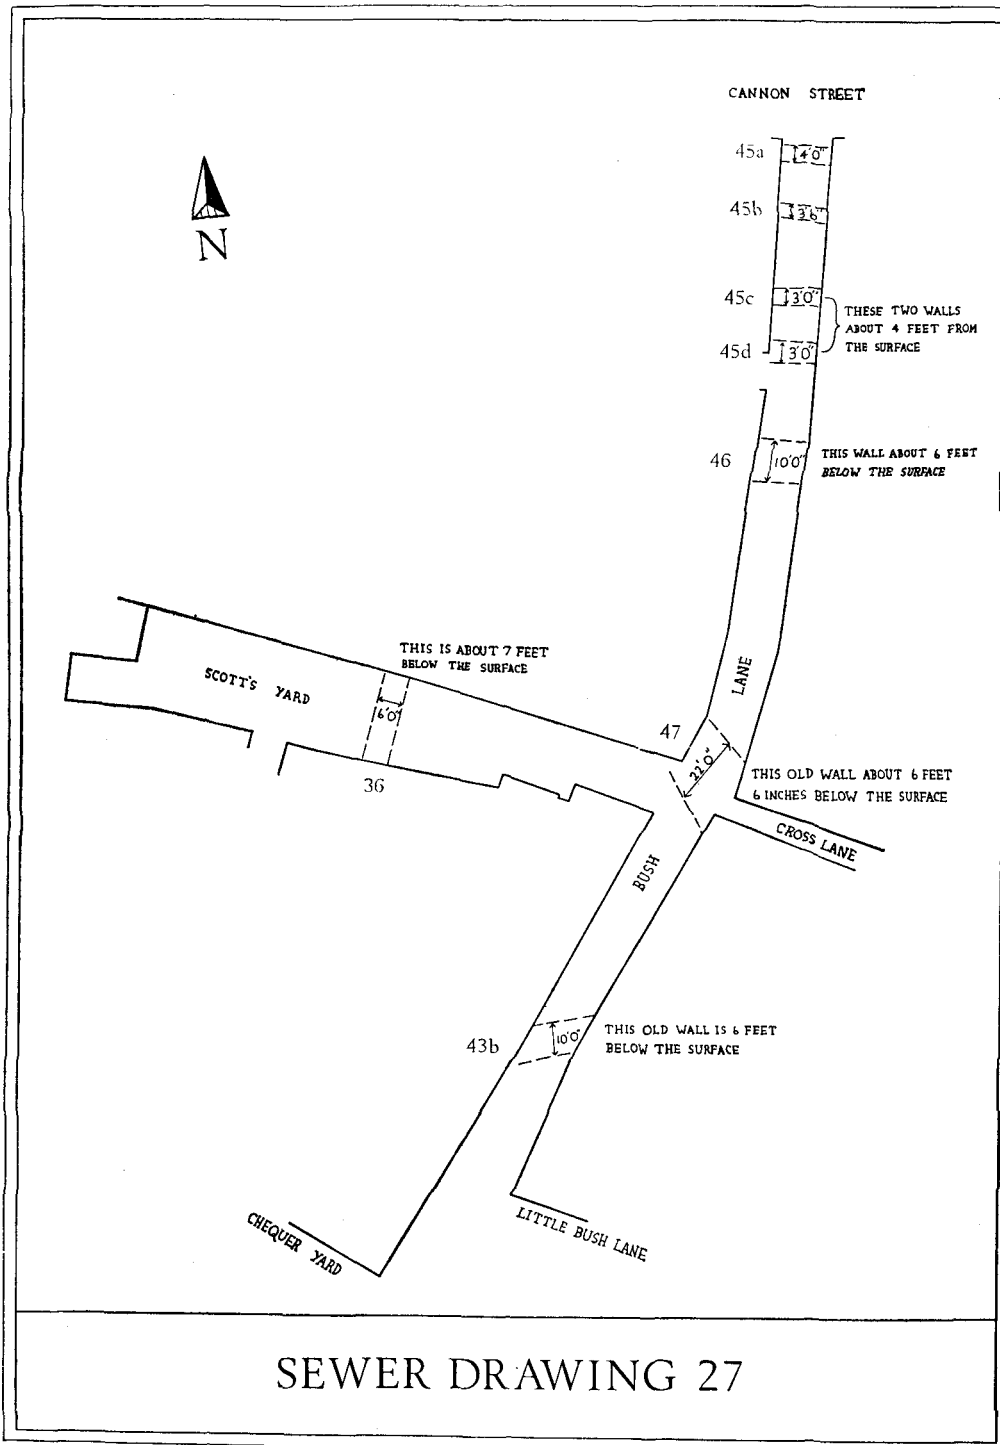 CANNON STREET
45a
4'0"
45b
3'6"
45c
3'0"
THESE TWO WALLS
ABOUT 4 FEET FROM
THE SURFACE
45d
3'0"
46
10'0"
THIS WALL ABOUT 6 FEET
BELOW THE SURFACE
N
THIS IS ABOUT 7 FEET
BELOW THE SURFACE
SCOTT'S YARD
6'0"
36
LANE
47
22'0"
THIS OLD WALL ABOUT 6 FEET
6 INCHES BELOW THE SURFACE
CROSS LANE
BUSH
43b
10'0"
THIS OLD WALL IS 6 FEET
BELOW THE SURFACE
CHEQUER YARD
LITTLE BUSH LANE
SEWER DRAWING 27